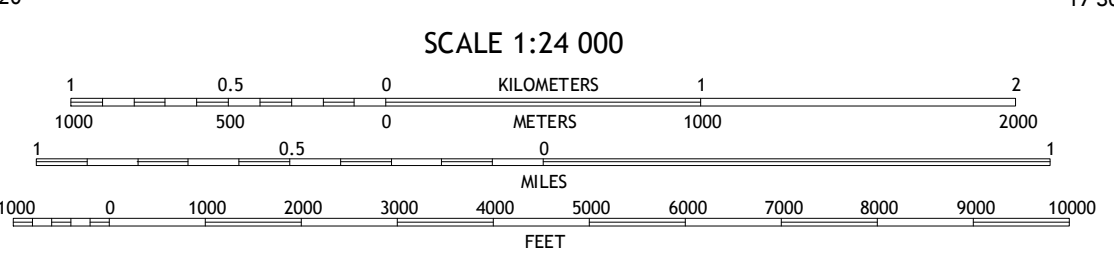 SCALE 1:24 000
1 0.5 0 KILOMETERS 1 2
1000 500 0 METERS 1000 2000
1 0.5 0 1
MILES
1000 0 1000 2000 3000 4000 5000 6000 7000 8000 9000 10000
FEET